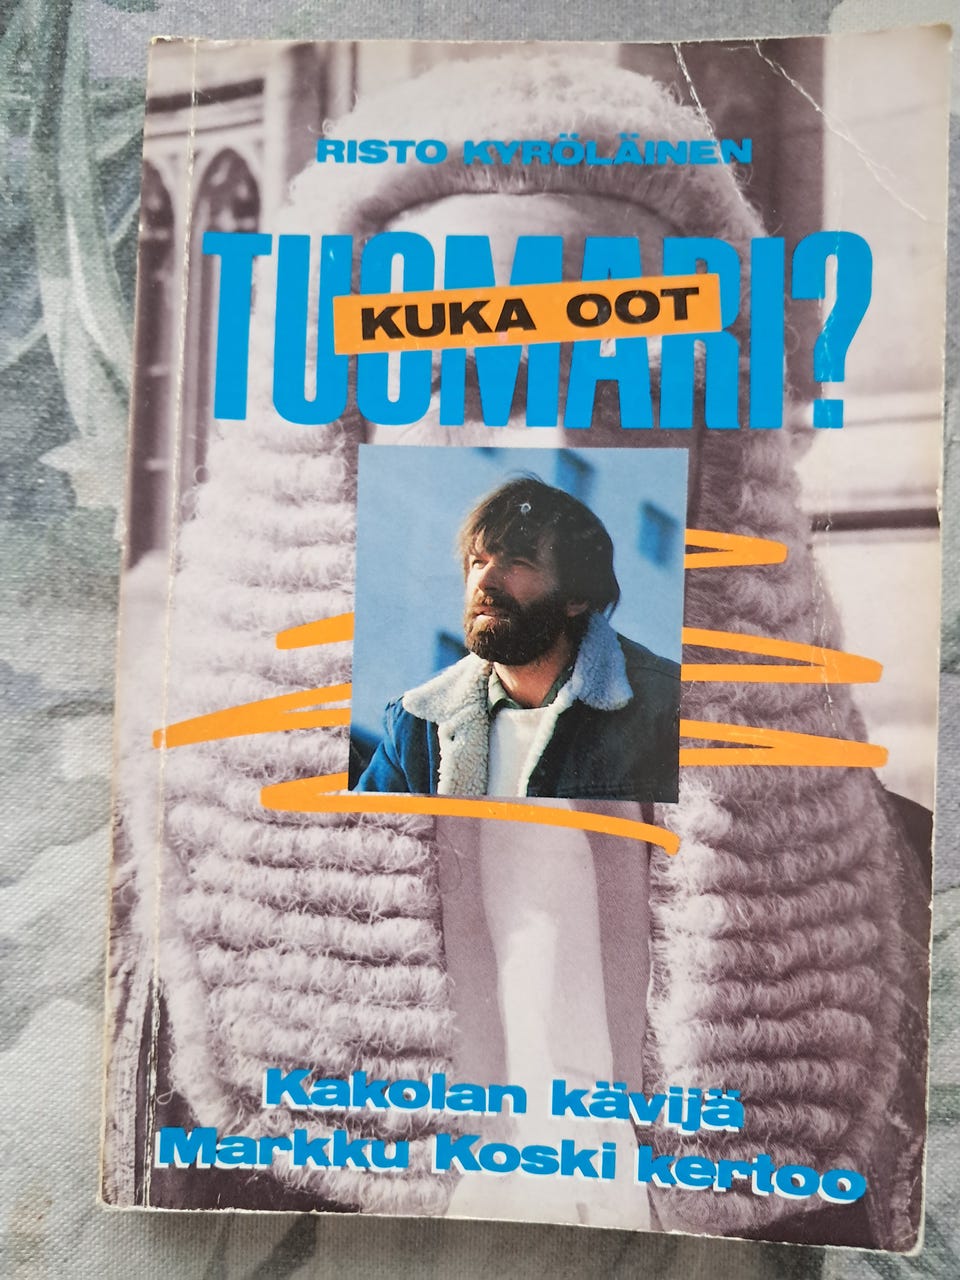 RISTO KYRÖLÄINEN
TUOMARI?
KUKA OOT
Kakolan kävijä
Markku Koski kertoo